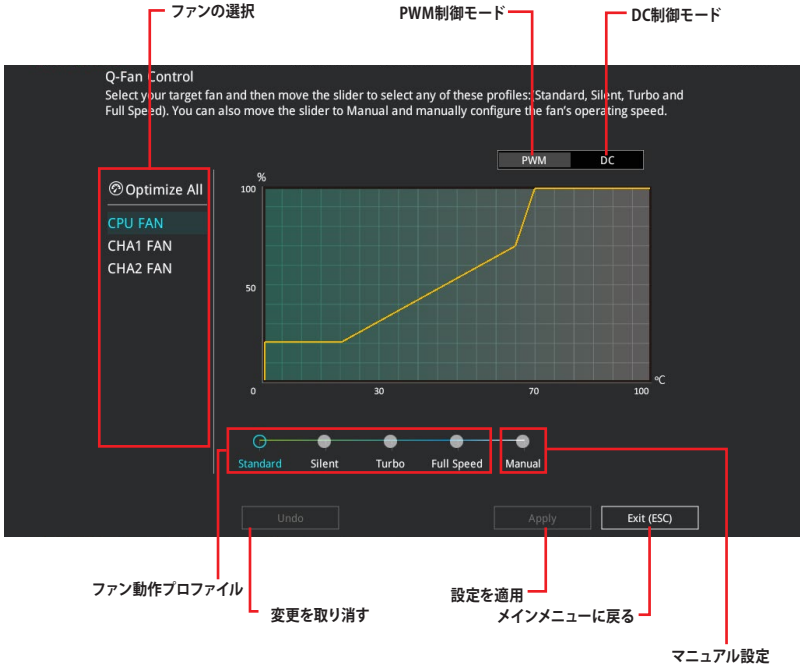 ファンの選択
PWM制御モード
DC制御モード
Q-Fan Control
Select your target fan and then move the slider to select any of these profiles:(Standard, Silent, Turbo and
Full Speed). You can also move the slider to Manual and manually configure the fan's operating speed.
PWM
DC
Optimize All
CPU FAN
CHA1 FAN
CHA2 FAN
%
100
50
0
30
70
100
°C
Standard
Silent
Turbo
Full Speed
Manual
Undo
Apply
Exit (ESC)
ファン動作プロファイル
変更を取り消す
設定を適用
メインメニューに戻る
マニュアル設定